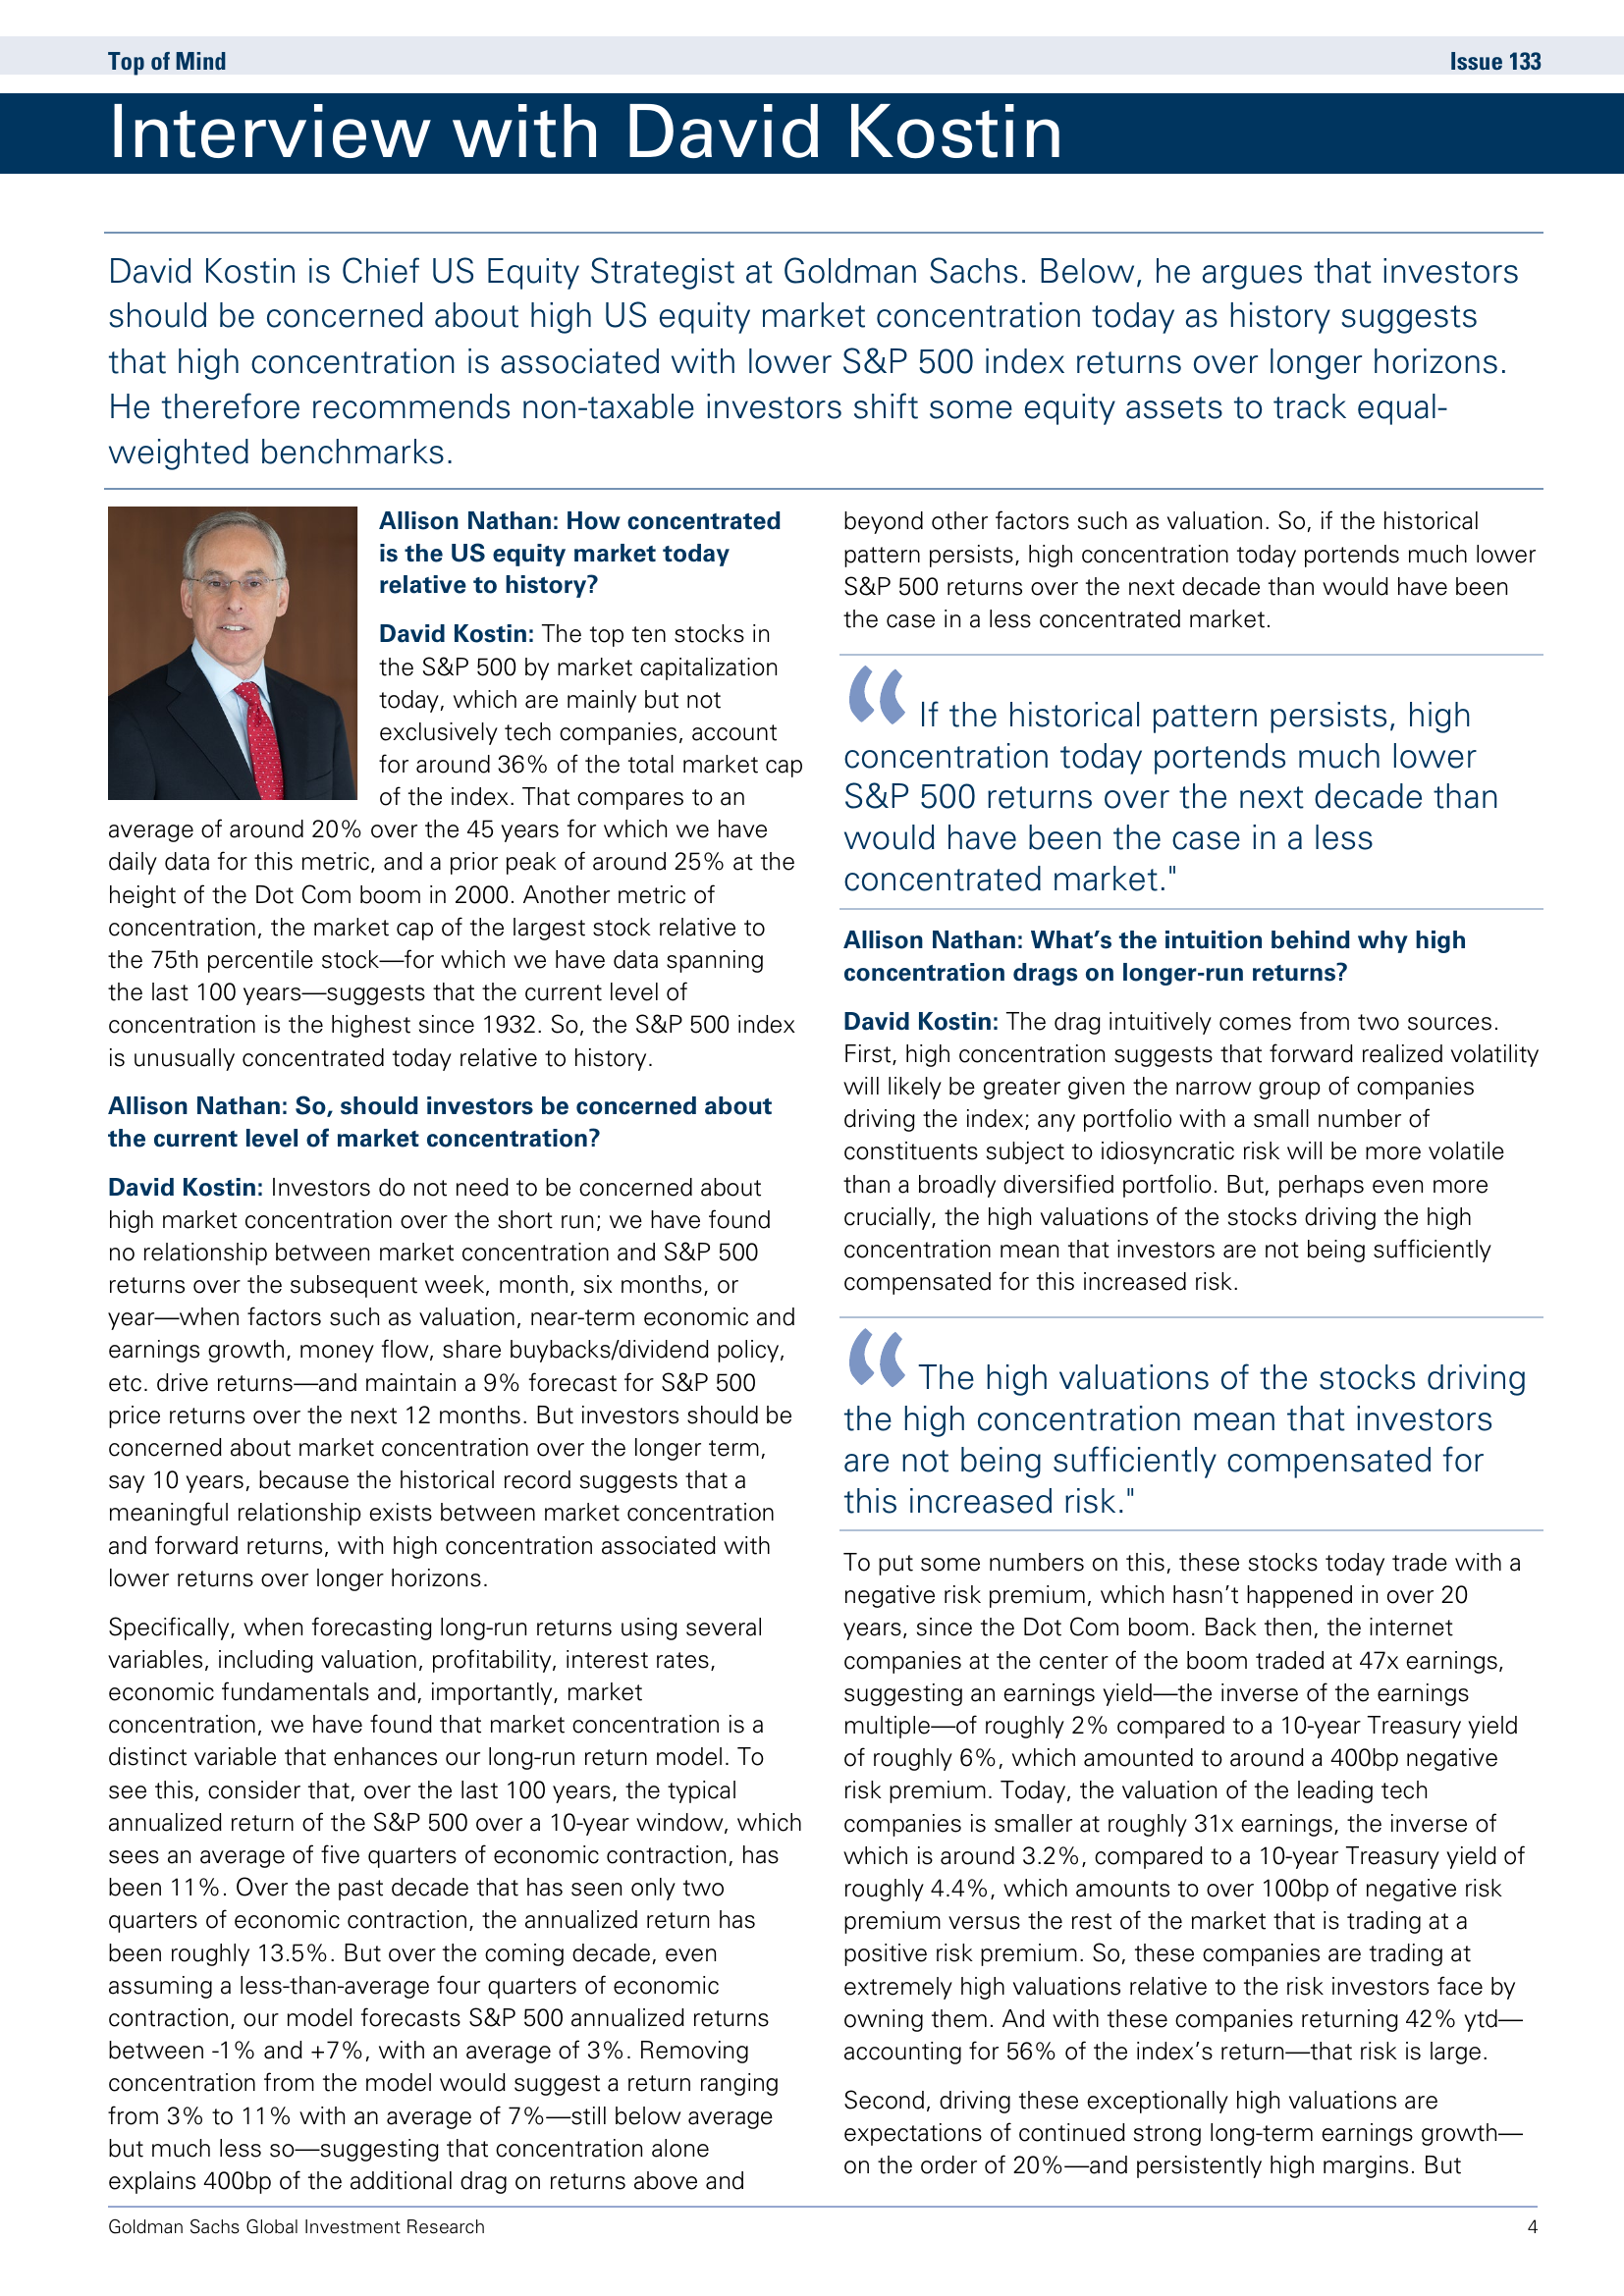 Top of Mind
Issue 133
Interview with David Kostin
David Kostin is Chief US Equity Strategist at Goldman Sachs. Below, he argues that investors
should be concerned about high US equity market concentration today as history suggests
that high concentration is associated with lower S&P 500 index returns over longer horizons.
He therefore recommends non-taxable investors shift some equity assets to track equal-
weighted benchmarks.
Allison Nathan: How concentrated
is the US equity market today
relative to history?
David Kostin: The top ten stocks in
the S&P 500 by market capitalization
today, which are mainly but not
exclusively tech companies, account
for around 36% of the total market cap
of the index. That compares to an
average of around 20% over the 45 years for which we have
daily data for this metric, and a prior peak of around 25% at the
height of the Dot Com boom in 2000. Another metric of
concentration, the market cap of the largest stock relative to
the 75th percentile stock—for which we have data spanning
the last 100 years—suggests that the current level of
concentration is the highest since 1932. So, the S&P 500 index
is unusually concentrated today relative to history.
Allison Nathan: So, should investors be concerned about
the current level of market concentration?
David Kostin: Investors do not need to be concerned about
high market concentration over the short run; we have found
no relationship between market concentration and S&P 500
returns over the subsequent week, month, six months, or
year—when factors such as valuation, near-term economic and
earnings growth, money flow, share buybacks/dividend policy,
etc. drive returns—and maintain a 9% forecast for S&P 500
price returns over the next 12 months. But investors should be
concerned about market concentration over the longer term,
say 10 years, because the historical record suggests that a
meaningful relationship exists between market concentration
and forward returns, with high concentration associated with
lower returns over longer horizons.
Specifically, when forecasting long-run returns using several
variables, including valuation, profitability, interest rates,
economic fundamentals and, importantly, market
concentration, we have found that market concentration is a
distinct variable that enhances our long-run return model. To
see this, consider that, over the last 100 years, the typical
annualized return of the S&P 500 over a 10-year window, which
sees an average of five quarters of economic contraction, has
been 11%. Over the past decade that has seen only two
quarters of economic contraction, the annualized return has
been roughly 13.5%. But over the coming decade, even
assuming a less-than-average four quarters of economic
contraction, our model forecasts S&P 500 annualized returns
between -1% and +7%, with an average of 3%. Removing
concentration from the model would suggest a return ranging
from 3% to 11% with an average of 7%—still below average
but much less so—suggesting that concentration alone
explains 400bp of the additional drag on returns above and
beyond other factors such as valuation. So, if the historical
pattern persists, high concentration today portends much lower
S&P 500 returns over the next decade than would have been
the case in a less concentrated market.
“ If the historical pattern persists, high
concentration today portends much lower
S&P 500 returns over the next decade than
would have been the case in a less
concentrated market."
Allison Nathan: What’s the intuition behind why high
concentration drags on longer-run returns?
David Kostin: The drag intuitively comes from two sources.
First, high concentration suggests that forward realized volatility
will likely be greater given the narrow group of companies
driving the index; any portfolio with a small number of
constituents subject to idiosyncratic risk will be more volatile
than a broadly diversified portfolio. But, perhaps even more
crucially, the high valuations of the stocks driving the high
concentration mean that investors are not being sufficiently
compensated for this increased risk.
“ The high valuations of the stocks driving
the high concentration mean that investors
are not being sufficiently compensated for
this increased risk."
To put some numbers on this, these stocks today trade with a
negative risk premium, which hasn’t happened in over 20
years, since the Dot Com boom. Back then, the internet
companies at the center of the boom traded at 47x earnings,
suggesting an earnings yield—the inverse of the earnings
multiple—of roughly 2% compared to a 10-year Treasury yield
of roughly 6%, which amounted to around a 400bp negative
risk premium. Today, the valuation of the leading tech
companies is smaller at roughly 31x earnings, the inverse of
which is around 3.2%, compared to a 10-year Treasury yield of
roughly 4.4%, which amounts to over 100bp of negative risk
premium versus the rest of the market that is trading at a
positive risk premium. So, these companies are trading at
extremely high valuations relative to the risk investors face by
owning them. And with these companies returning 42% ytd—
accounting for 56% of the index’s return—that risk is large.
Second, driving these exceptionally high valuations are
expectations of continued strong long-term earnings growth—
on the order of 20%—and persistently high margins. But
Goldman Sachs Global Investment Research
4